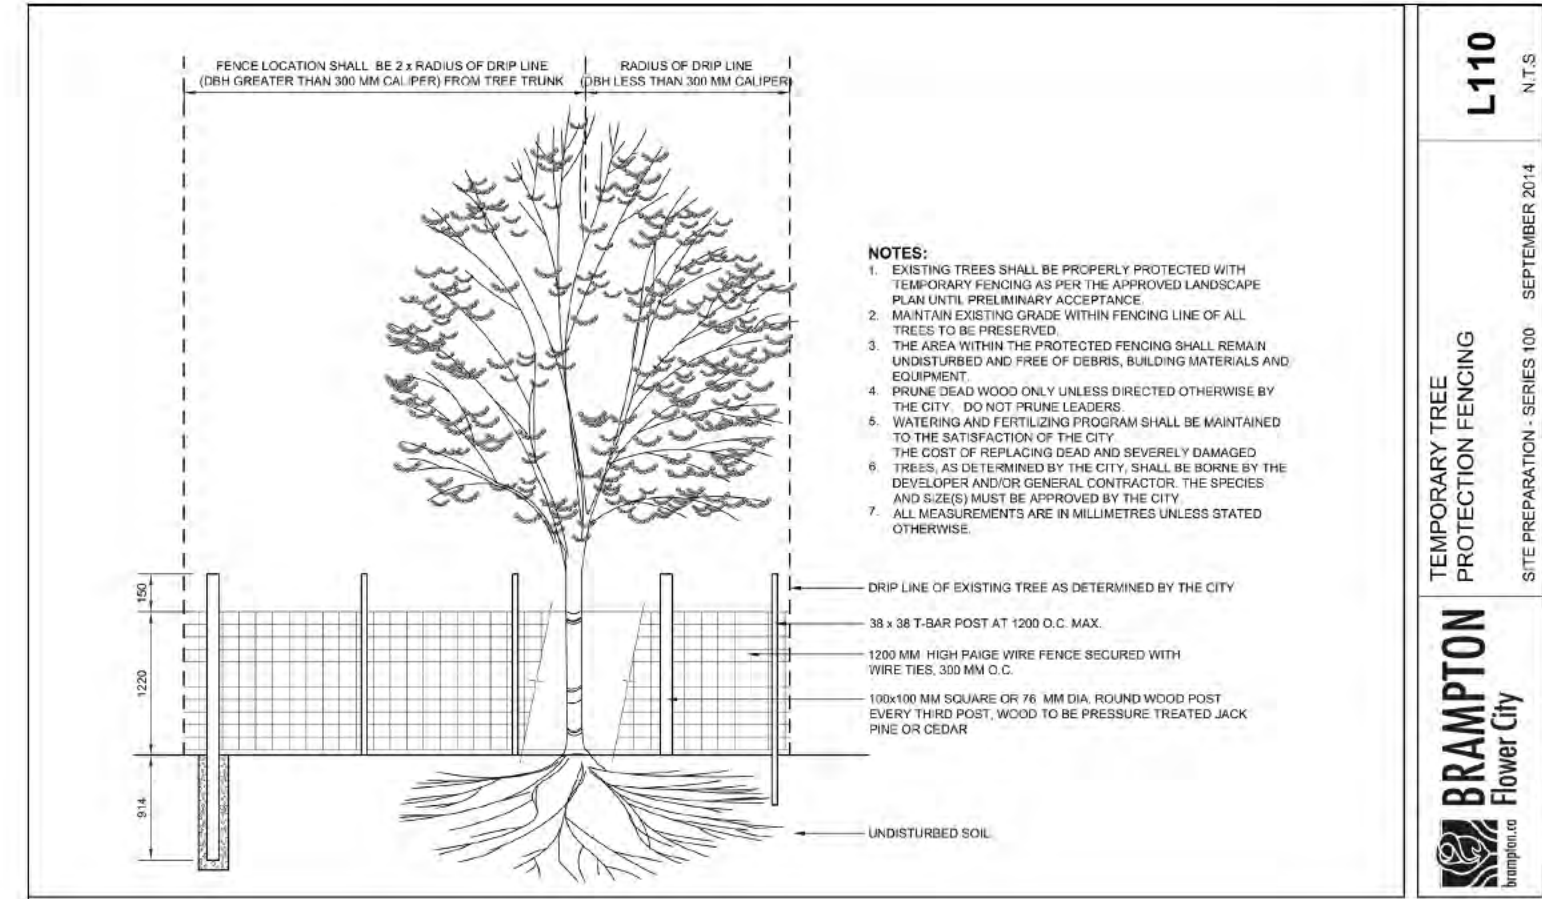 FENCE LOCATION SHALL BE 2 x RADIUS OF DRIP LINE
(DBH GREATER THAN 300 MM CALIPER) FROM TREE TRUNK
RADIUS OF DRIP LINE
(DBH LESS THAN 300 MM CALIPER)
NOTES:
1. EXISTING TREES SHALL BE PROPERLY PROTECTED WITH
TEMPORARY FENCING AS PER THE APPROVED LANDSCAPE
PLAN UNTIL PRELIMINARY ACCEPTANCE.
2. MAINTAIN EXISTING GRADE WITHIN FENCING LINE OF ALL
TREES TO BE PRESERVED.
3. THE AREA WITHIN THE PROTECTED FENCING SHALL REMAIN
UNDISTURBED AND FREE OF DEBRIS, BUILDING MATERIALS AND
EQUIPMENT.
4. PRUNE DEAD WOOD ONLY UNLESS DIRECTED OTHERWISE BY
THE CITY. DO NOT PRUNE LEADERS.
5. WATERING AND FERTILIZING PROGRAM SHALL BE MAINTAINED
TO THE SATISFACTION OF THE CITY
THE COST OF REPLACING DEAD AND SEVERELY DAMAGED
6. TREES, AS DETERMINED BY THE CITY, SHALL BE BORNE BY THE
DEVELOPER AND/OR GENERAL CONTRACTOR. THE SPECIES
AND SIZE(S) MUST BE APPROVED BY THE CITY.
7. ALL MEASUREMENTS ARE IN MILLIMETRES UNLESS STATED
OTHERWISE.
DRIP LINE OF EXISTING TREE AS DETERMINED BY THE CITY
38 x 38 T-BAR POST AT 1200 O.C. MAX.
1200 MM HIGH PAIGE WIRE FENCE SECURED WITH
WIRE TIES, 300 MM O.C.
100x100 MM SQUARE OR 76 MM DIA. ROUND WOOD POST
EVERY THIRD POST, WOOD TO BE PRESSURE TREATED JACK
PINE OR CEDAR
UNDISTURBED SOIL
150
1220
914
L110
N.T.S
TEMPORARY TREE
PROTECTION FENCING
SITE PREPARATION - SERIES 100 SEPTEMBER 2014
BRAMPTON
Flower City
brampton.ca